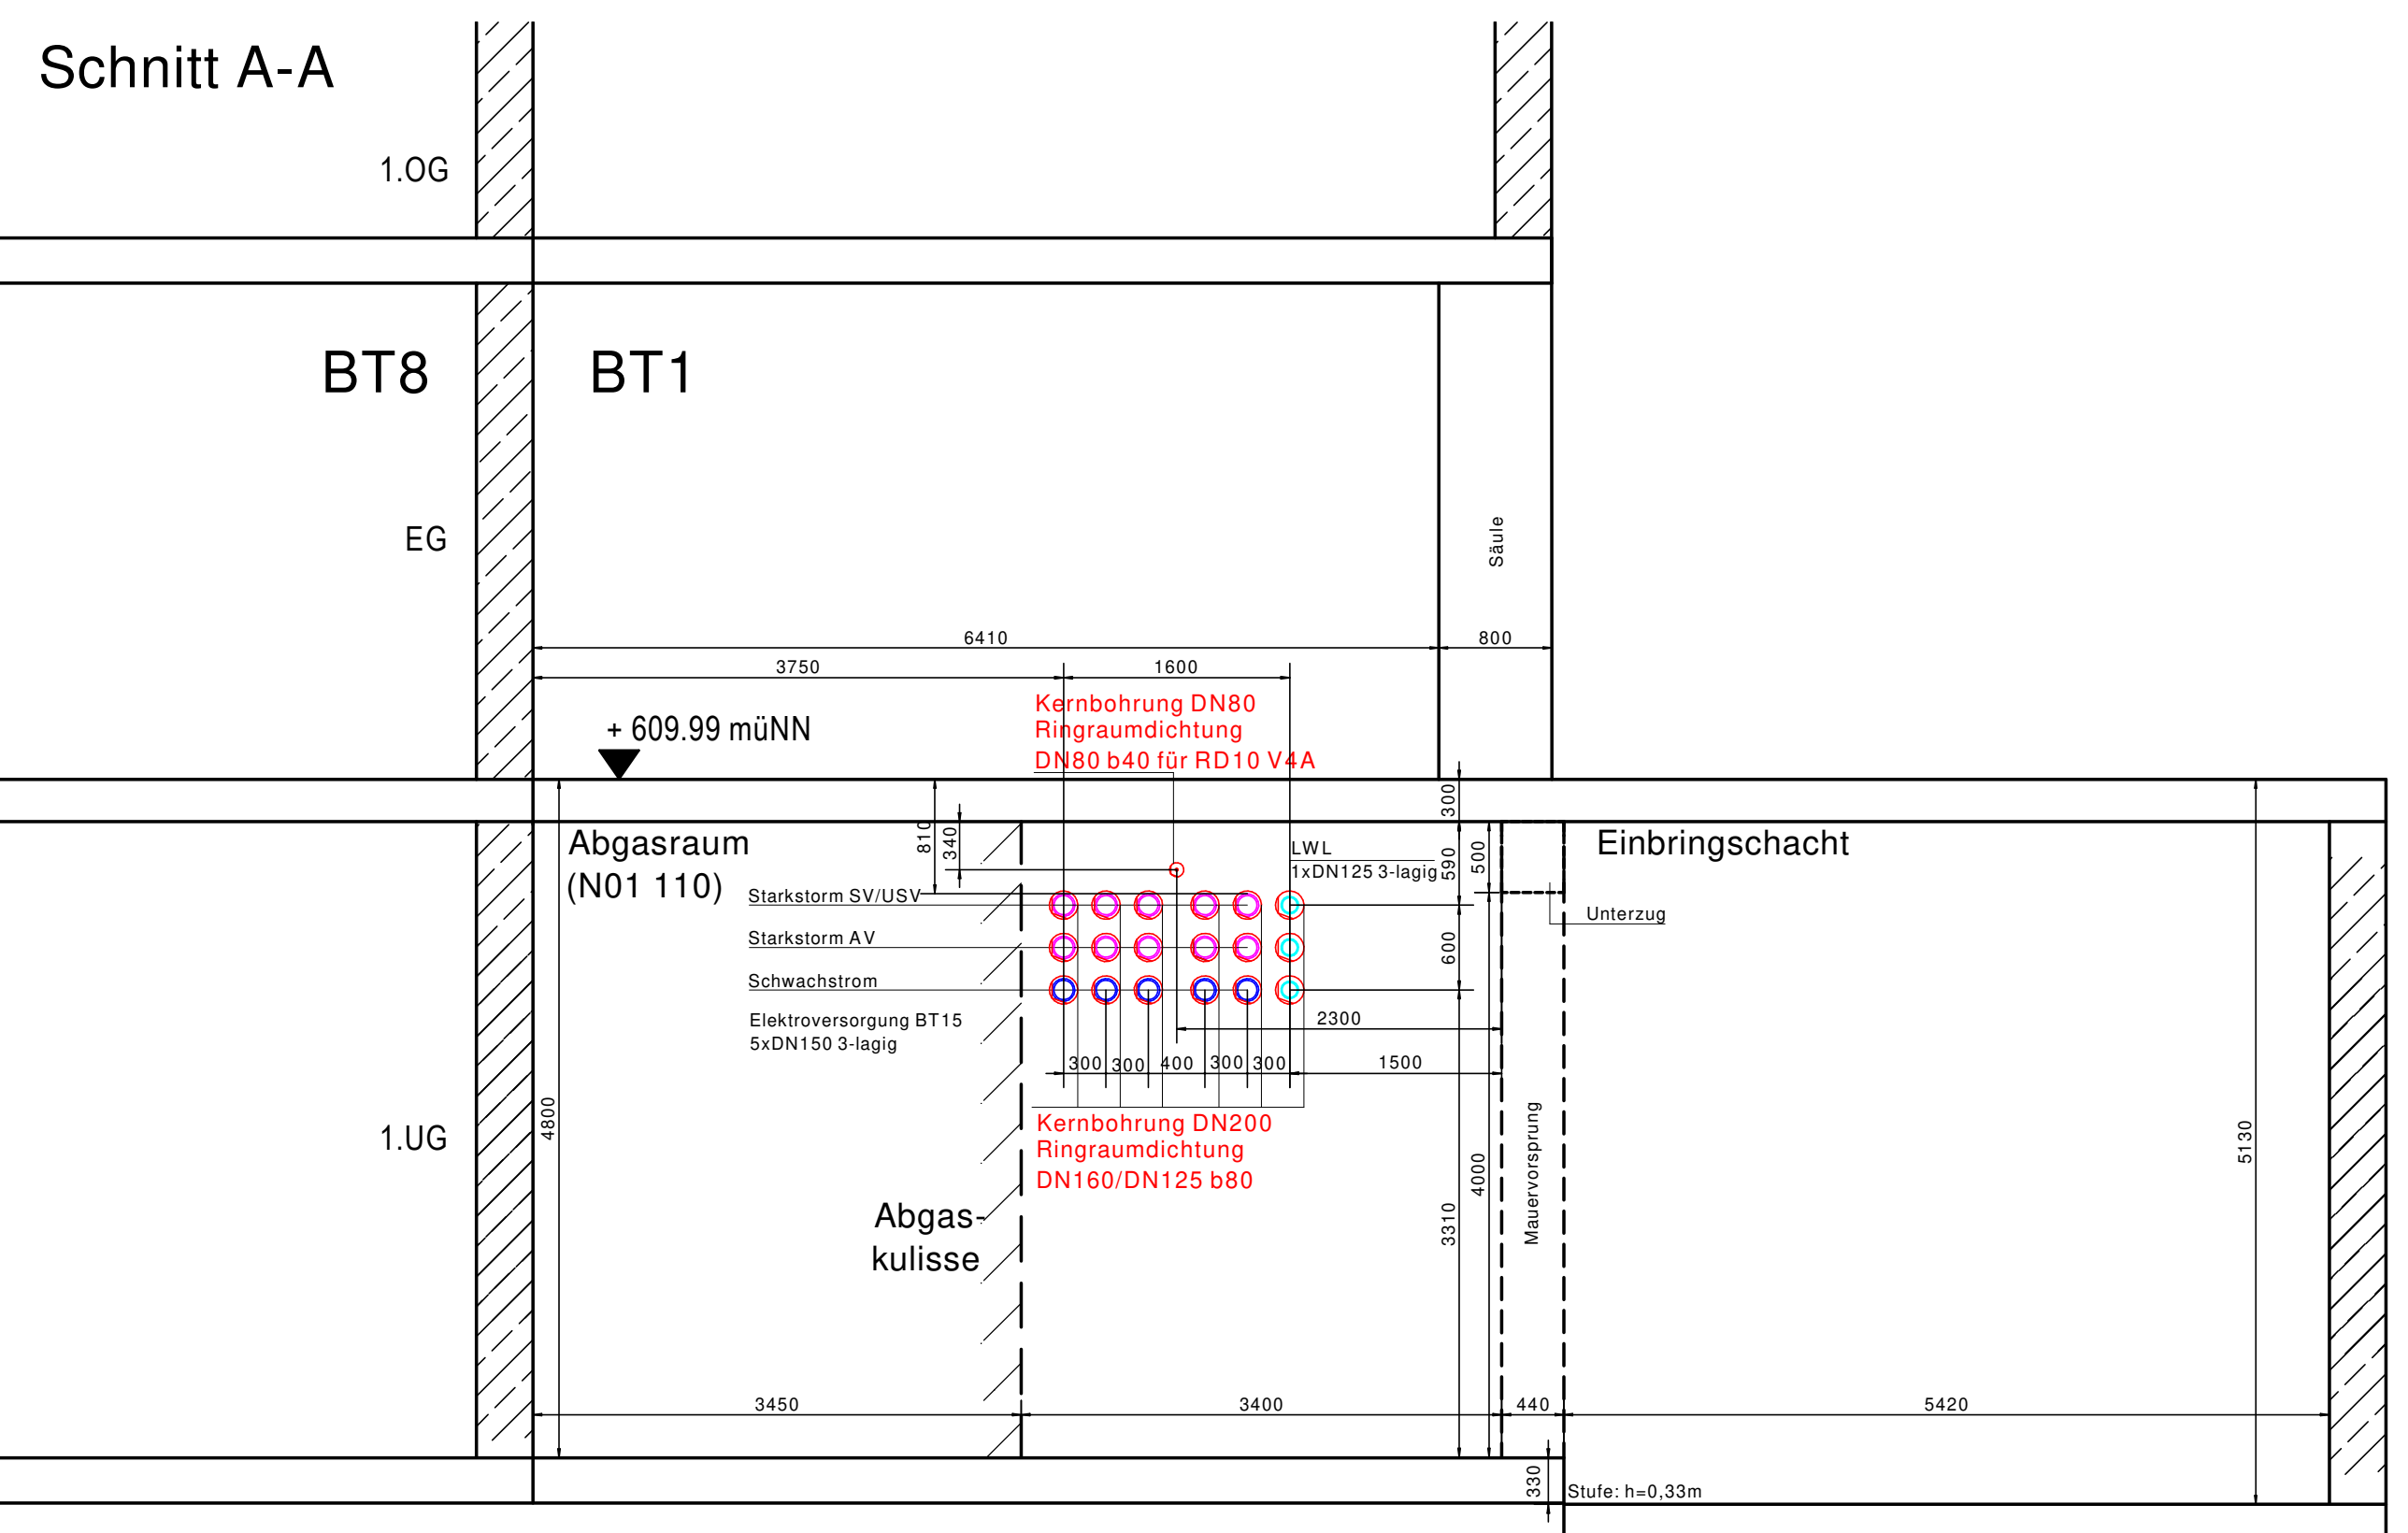 Schnitt A-A
1.OG
BT8
BT1
EG
Säule
6410
800
3750
1600
Kernbohrung DN80
Ringraumdichtung
DN80 b40 für RD10 V4A
+ 609.99 müNN
300
810
340
590
500
Abgasraum
(N01 110)
LWL
1xDN125 3-lagig
Einbringschacht
Starkstorm SV/USV
Unterzug
Starkstorm AV
600
Schwachstrom
Elektroversorgung BT15
5xDN150 3-lagig
2300
300
300
400
300
300
1500
4800
1.UG
Kernbohrung DN200
Ringraumdichtung
DN160/DN125 b80
Mauervorsprung
4000
3310
5130
Abgas-
kulisse
3450
3400
440
5420
330
Stufe: h=0,33m